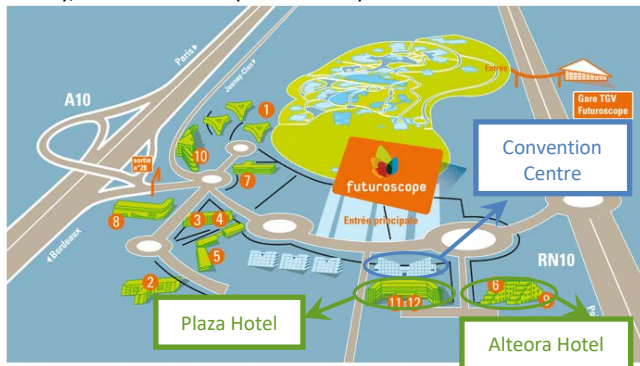 Paris
Jaunay-Clan
A10
Entrée
Gare TGV
Futuroscope
1
Convention
Centre
sortie
n°28
10
7
futuroscope
Entrée principale
8
3 4
5
Bordeaux
RN10
2
6
9
11-12
Plaza Hotel
Alteora Hotel